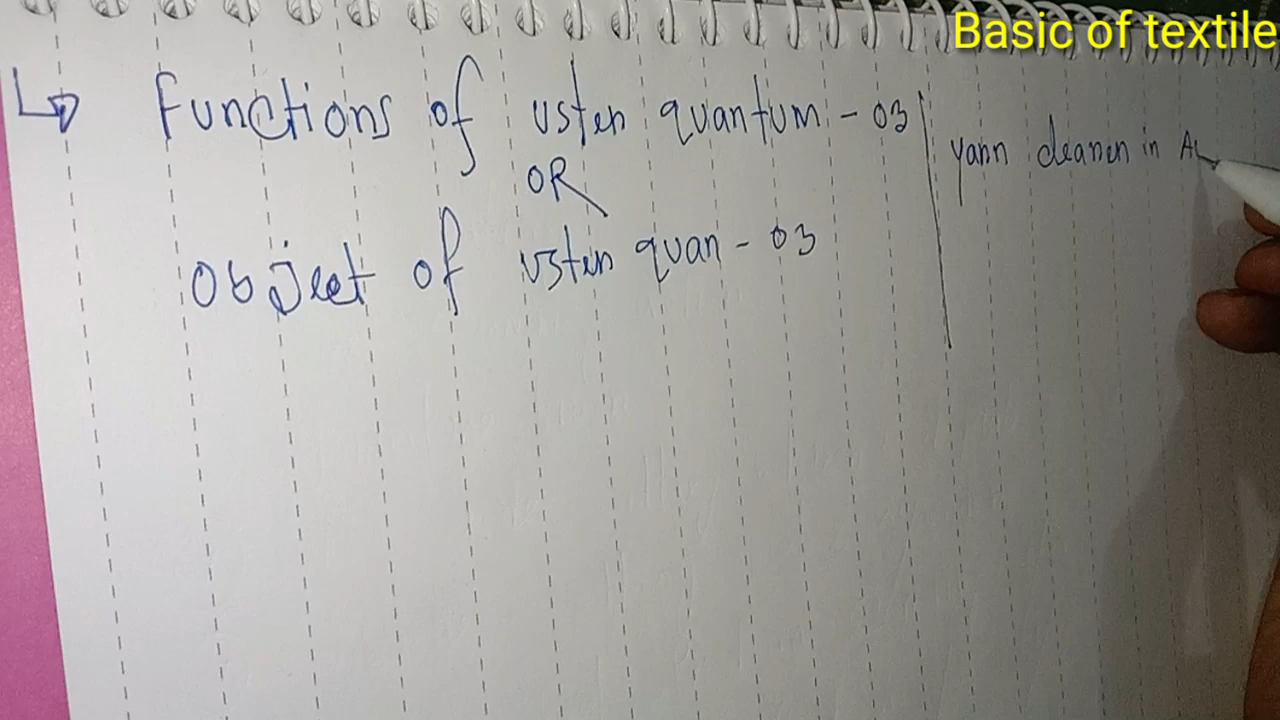 Basic of textile
Functions of uster quantum - 03
OR
Object of uster quan - 03
Yarn cleaner in A